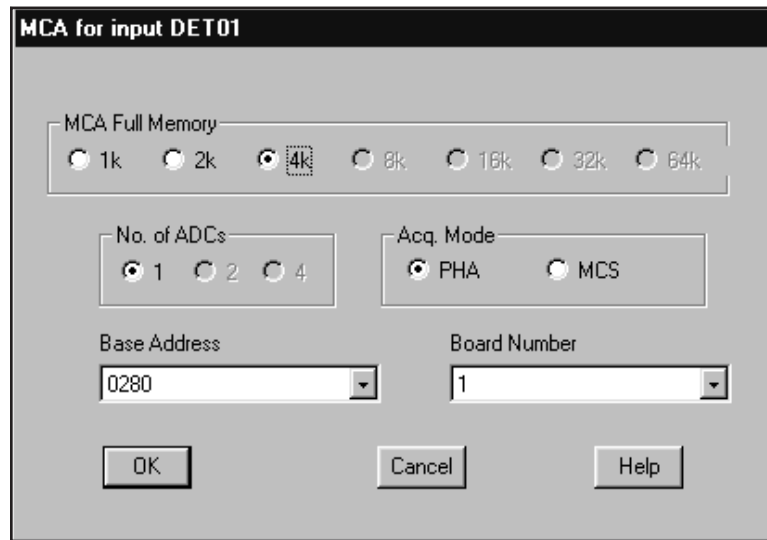 MCA for input DET01
MCA Full Memory
1k 2k 4k 8k 16k 32k 64k
No. of ADCs Acq. Mode
1 2 4 PHA MCS
Base Address Board Number
0280 1
OK Cancel Help